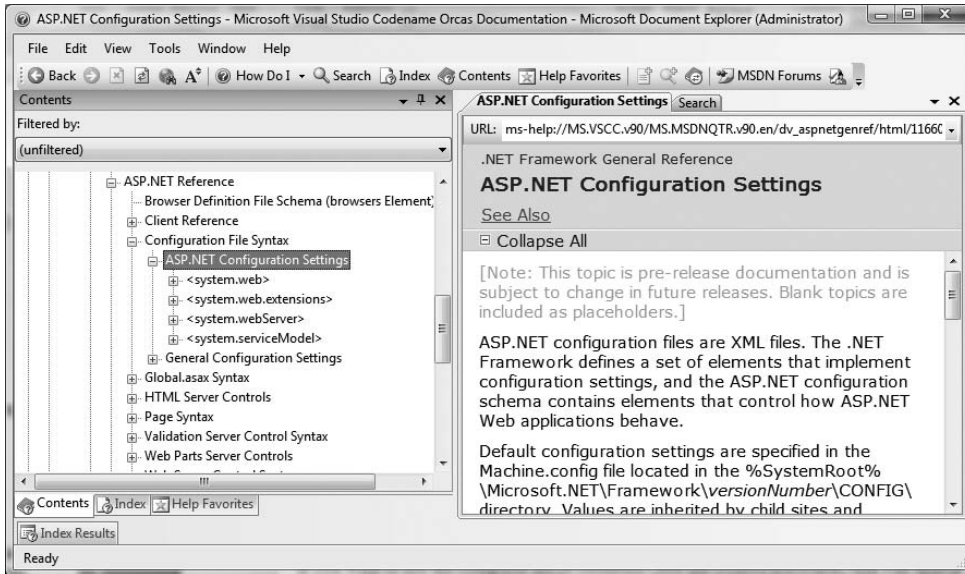 ASP.NET Configuration Settings - Microsoft Visual Studio Codename Orcas Documentation - Microsoft Document Explorer (Administrator)
File Edit View Tools Window Help
Back How Do I Search Index Contents Help Favorites MSDN Forums
Contents
Filtered by:
(unfiltered)
ASP.NET Reference
Browser Definition File Schema (browsers Element)
Client Reference
Configuration File Syntax
ASP.NET Configuration Settings
<system.web>
<system.web.extensions>
<system.webServer>
<system.serviceModel>
General Configuration Settings
Global.asax Syntax
HTML Server Controls
Page Syntax
Validation Server Control Syntax
Web Parts Server Controls
Contents Index Help Favorites
Index Results
Ready
ASP.NET Configuration Settings Search
URL: ms-help://MS.VSCC.v90/MS.MSDNQTR.v90.en/dv_aspnetgenref/html/1166
.NET Framework General Reference
ASP.NET Configuration Settings
See Also
Collapse All
[Note: This topic is pre-release documentation and is
subject to change in future releases. Blank topics are
included as placeholders.]
ASP.NET configuration files are XML files. The .NET
Framework defines a set of elements that implement
configuration settings, and the ASP.NET configuration
schema contains elements that control how ASP.NET
Web applications behave.
Default configuration settings are specified in the
Machine.config file located in the %SystemRoot%
\Microsoft.NET\Framework\versionNumber\CONFIG\
directory. Values are inherited by child sites and